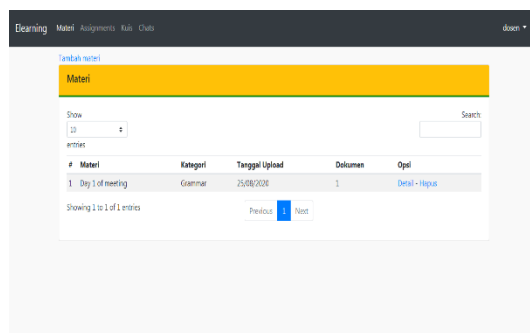 Elearning Materi Assignments Kuis Chats dosen
Tambah materi
Materi
Show
10
entries
Search:
# Materi Kategori Tanggal Upload Dokumen Opsi
1 Day 1 of meeting Grammar 25/08/2020 1 Detail - Hapus
Showing 1 to 1 of 1 entries
Previous 1 Next